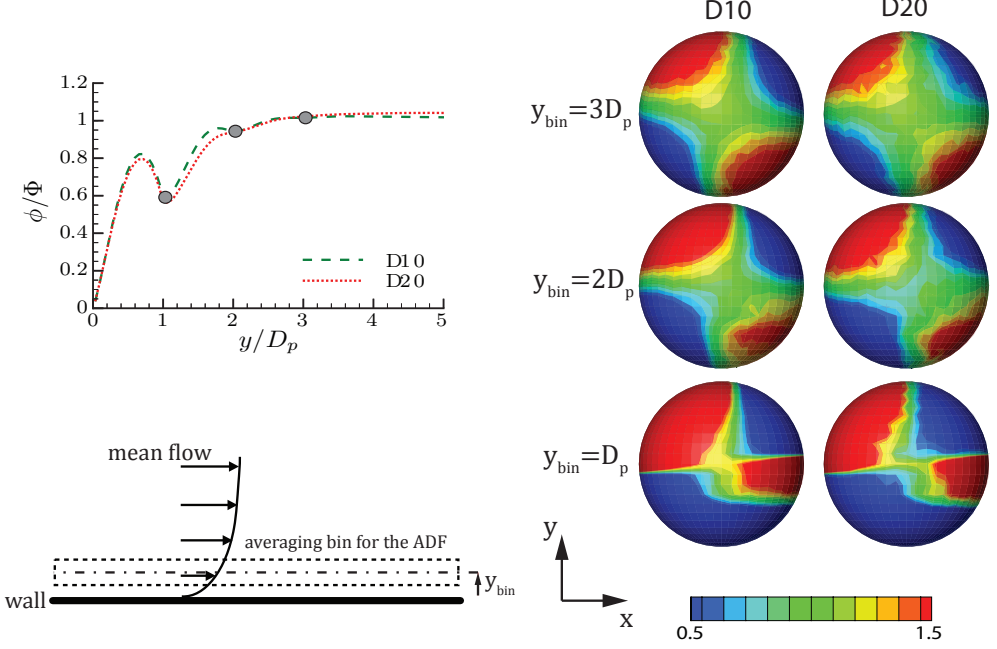 D10
D20
1.2
1
0.8
0.6
0.4
0.2
0
ϕ/Φ
D10
D20
0 1 2 3 4 5
y/D_p
y_bin=3D_p
y_bin=2D_p
y_bin=D_p
mean flow
averaging bin for the ADF
y_bin
wall
y
x
0.5 1.5